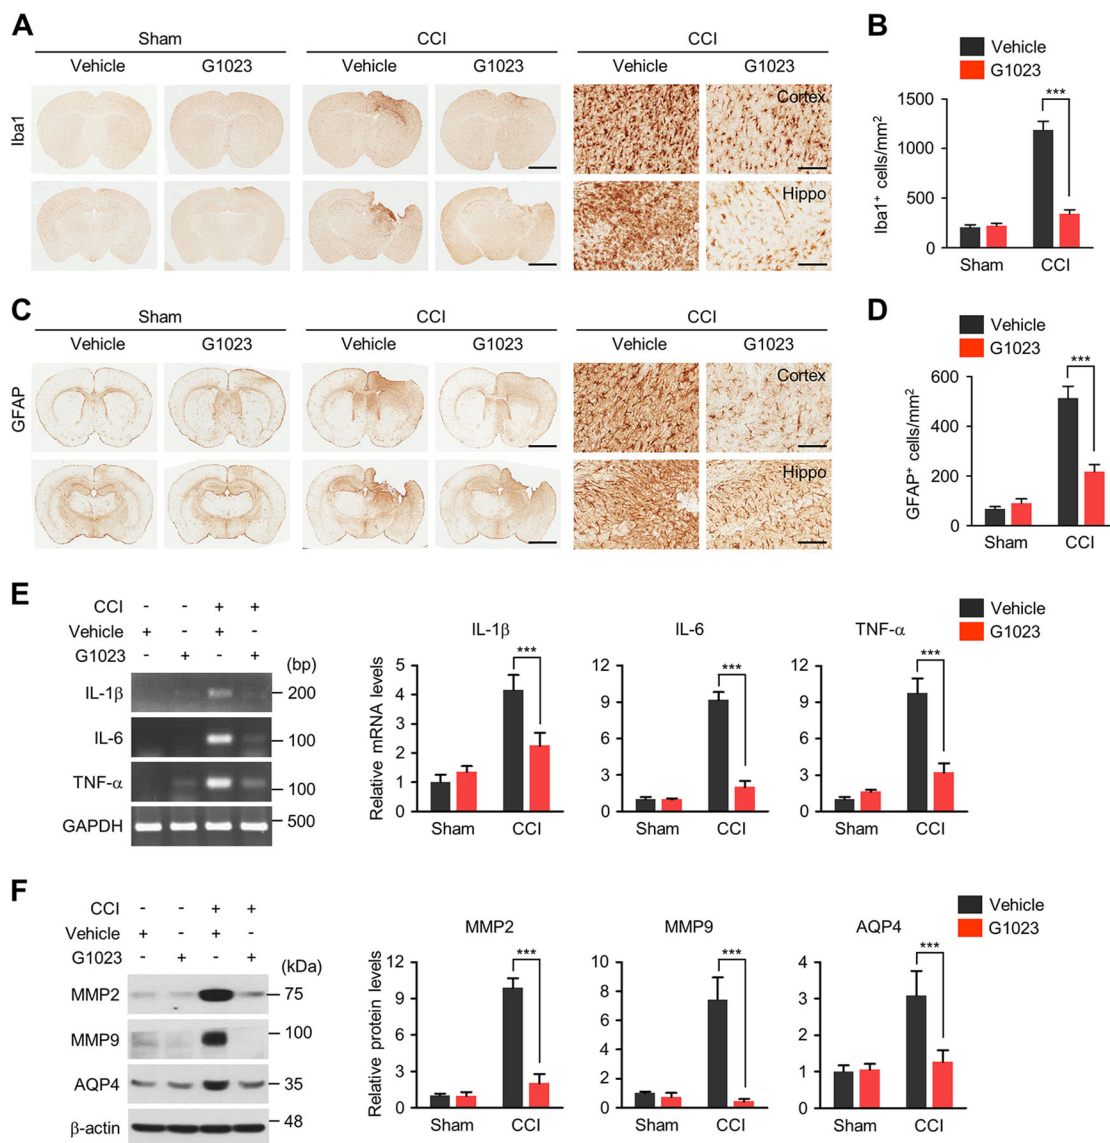 A
Sham
CCI
CCI
Vehicle
G1023
Vehicle
G1023
Vehicle
G1023
Iba1
Cortex
Hippo
B
Vehicle
G1023
Iba1⁺ cells/mm²
1500
1000
500
0
***
Sham
CCI
C
Sham
CCI
CCI
Vehicle
G1023
Vehicle
G1023
Vehicle
G1023
GFAP
Cortex
Hippo
D
Vehicle
G1023
GFAP⁺ cells/mm²
600
400
200
0
***
Sham
CCI
E
CCI - - + +
Vehicle + - + -
G1023 - + - +
(bp)
IL-1β 200
IL-6 100
TNF-α 100
GAPDH 500
Vehicle
G1023
Relative mRNA levels
IL-1β
5
4
3
2
1
0
***
Sham
CCI
IL-6
12
9
6
3
0
***
Sham
CCI
TNF-α
12
9
6
3
0
***
Sham
CCI
F
CCI - - + +
Vehicle + - + -
G1023 - + - +
(kDa)
MMP2 75
MMP9 100
AQP4 35
β-actin 48
Vehicle
G1023
Relative protein levels
MMP2
12
9
6
3
0
***
Sham
CCI
MMP9
10
8
6
4
2
0
***
Sham
CCI
AQP4
4
3
2
1
0
***
Sham
CCI